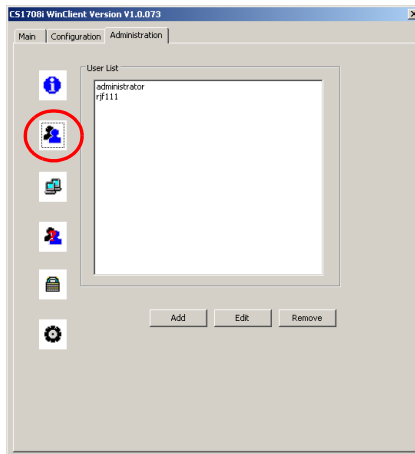 CS1708i WinClient Version V1.0.073
Main Configuration Administration
User List
administrator
rjf111
Add Edit Remove